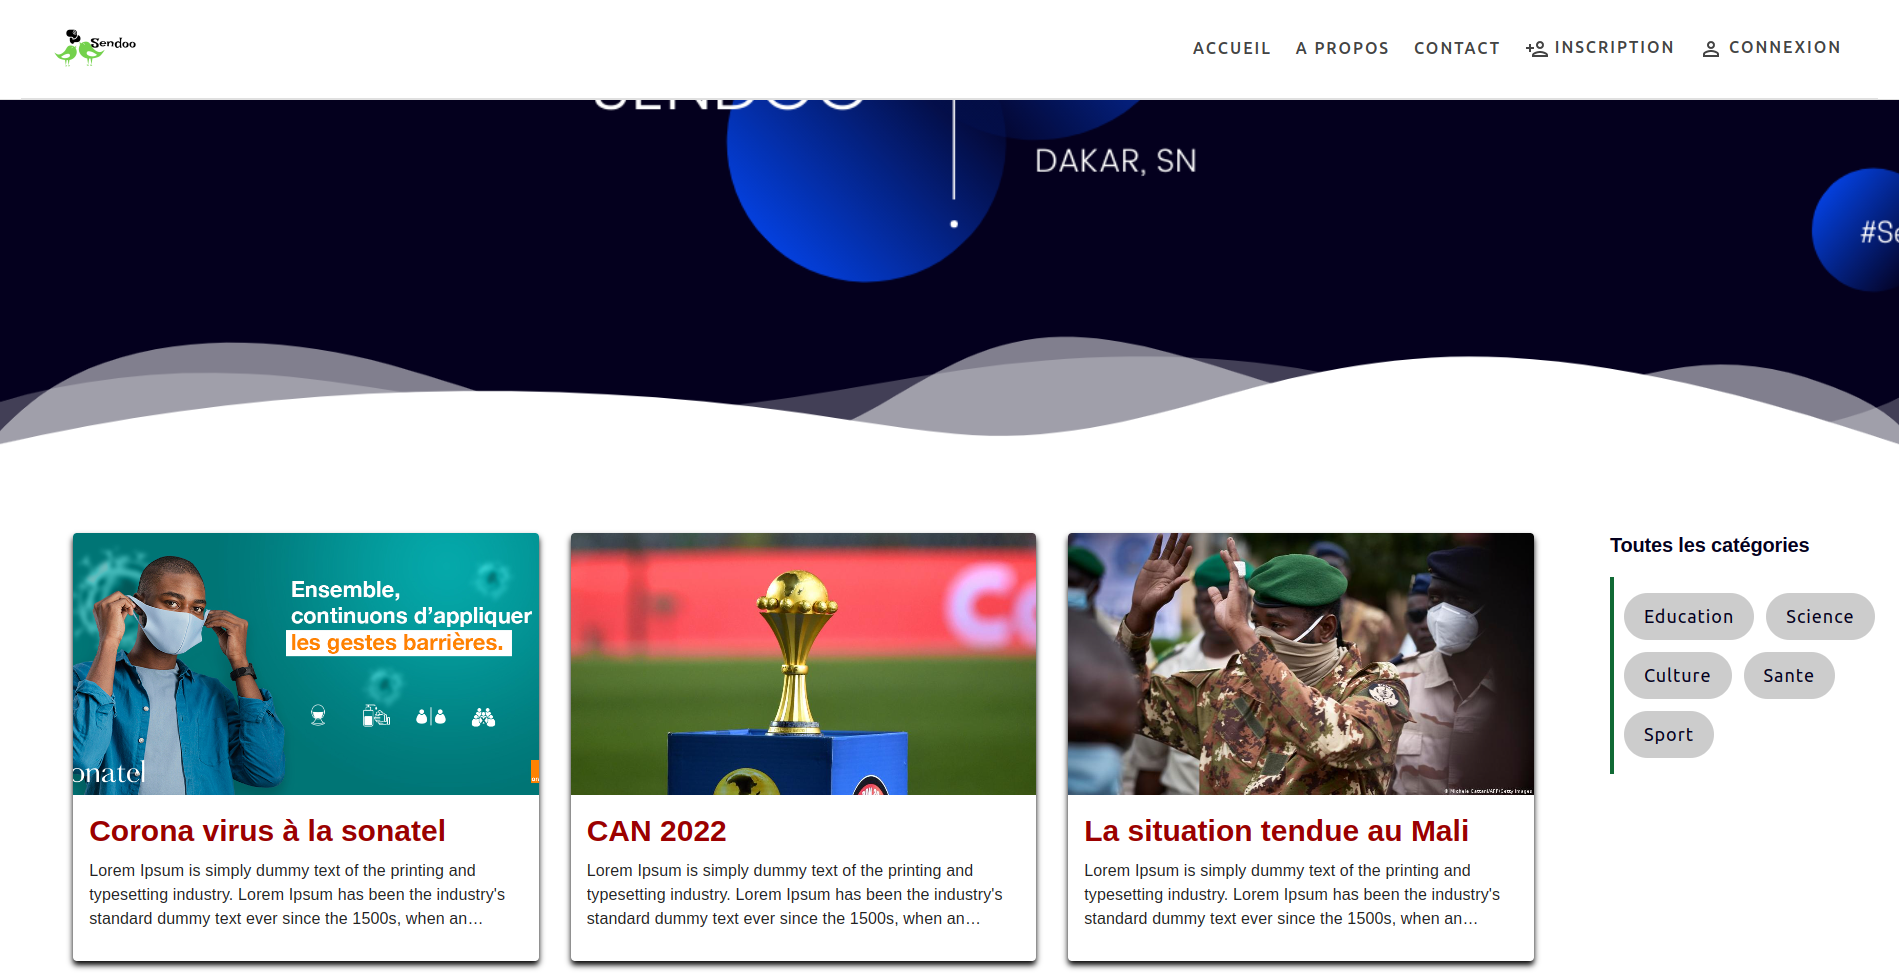 Sendoo
ACCUEIL A PROPOS CONTACT INSCRIPTION CONNEXION
SENDOO
DAKAR, SN
#Se
Ensemble,
continuons d'appliquer
les gestes barrières.
onatel
Corona virus à la sonatel
Lorem Ipsum is simply dummy text of the printing and
typesetting industry. Lorem Ipsum has been the industry's
standard dummy text ever since the 1500s, when an…
CAN 2022
Lorem Ipsum is simply dummy text of the printing and
typesetting industry. Lorem Ipsum has been the industry's
standard dummy text ever since the 1500s, when an…
© Michele Cattani/AFP/Getty Images
La situation tendue au Mali
Lorem Ipsum is simply dummy text of the printing and
typesetting industry. Lorem Ipsum has been the industry's
standard dummy text ever since the 1500s, when an…
Toutes les catégories
Education
Science
Culture
Sante
Sport